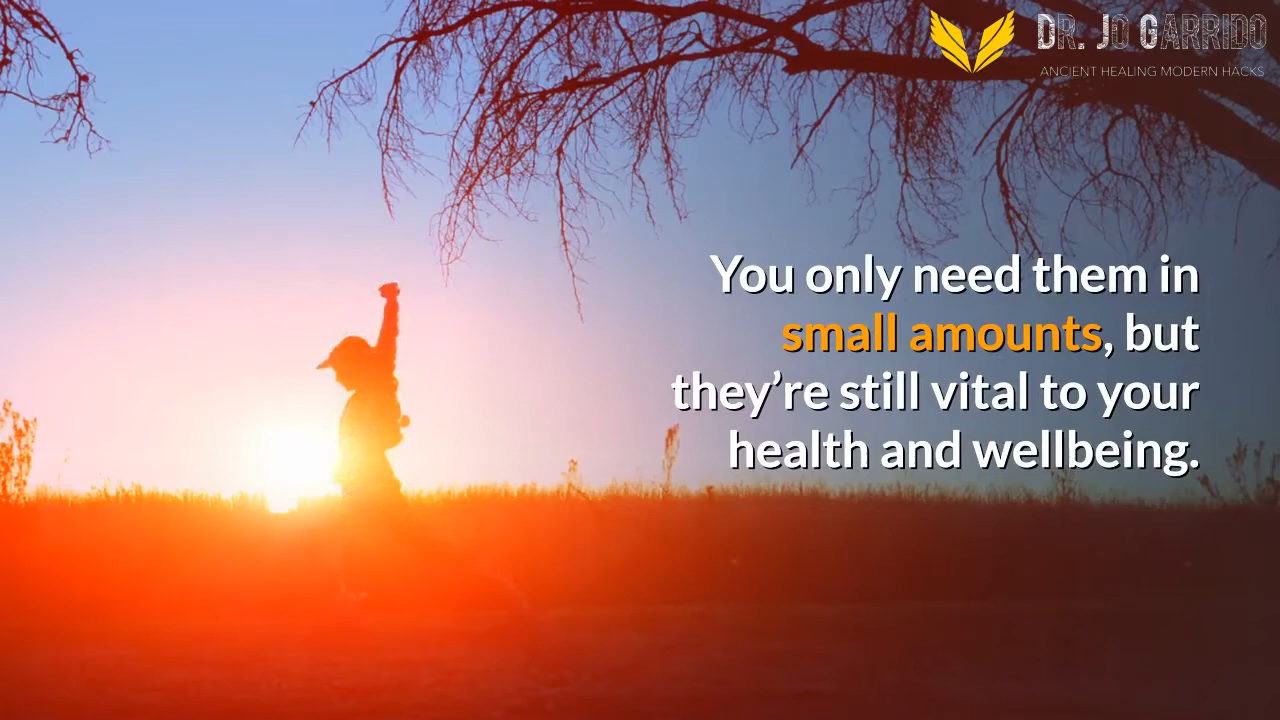 DR. JO GARRIDO
ANCIENT HEALING MODERN HACKS
You only need them in
small amounts, but
they’re still vital to your
health and wellbeing.